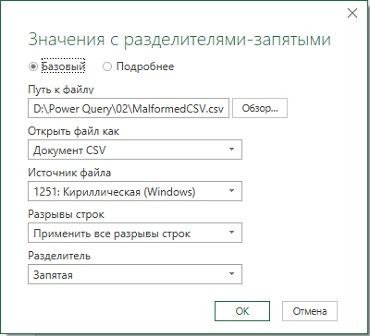 Значения с разделителями-запятыми
Базовый Подробнее
Путь к файлу
D:\Power Query\02\MalformedCSV.csv Обзор...
Открыть файл как
Документ CSV
Источник файла
1251: Кириллическая (Windows)
Разрывы строк
Применить все разрывы строк
Разделитель
Запятая
ОК Отмена